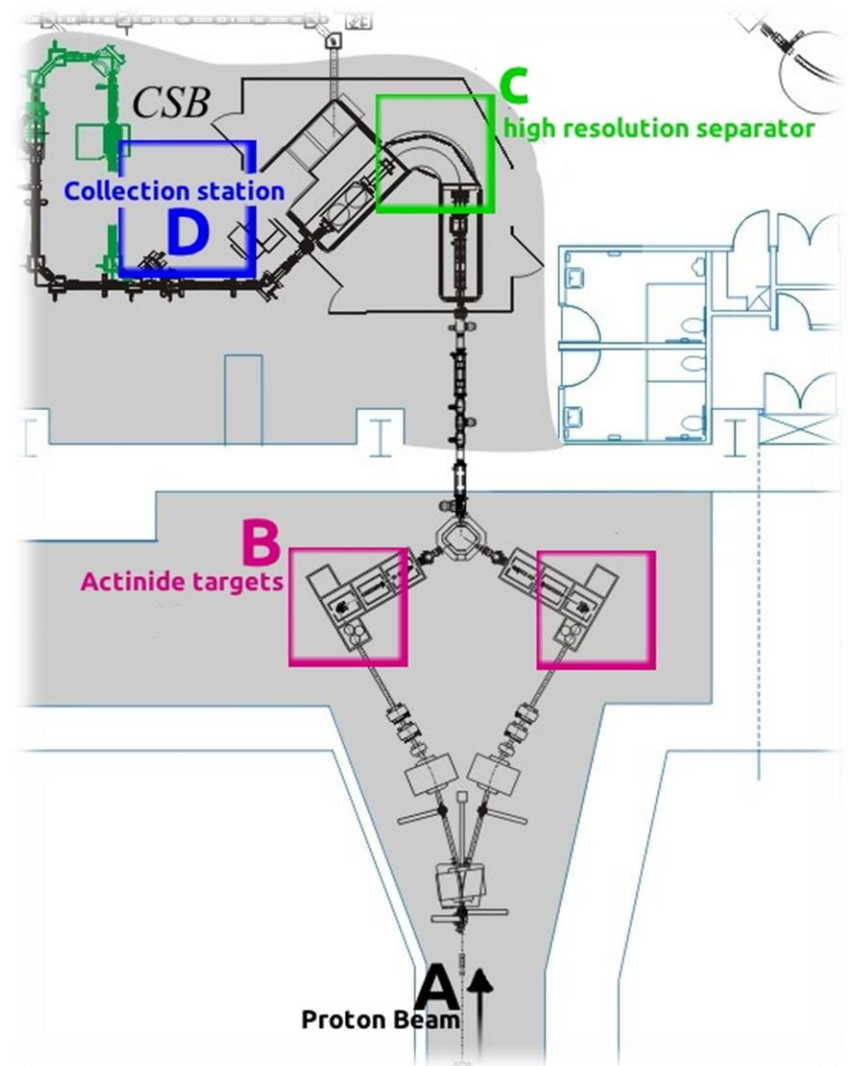 CSB
C
high resolution separator
Collection station
D
B
Actinide targets
A
Proton Beam